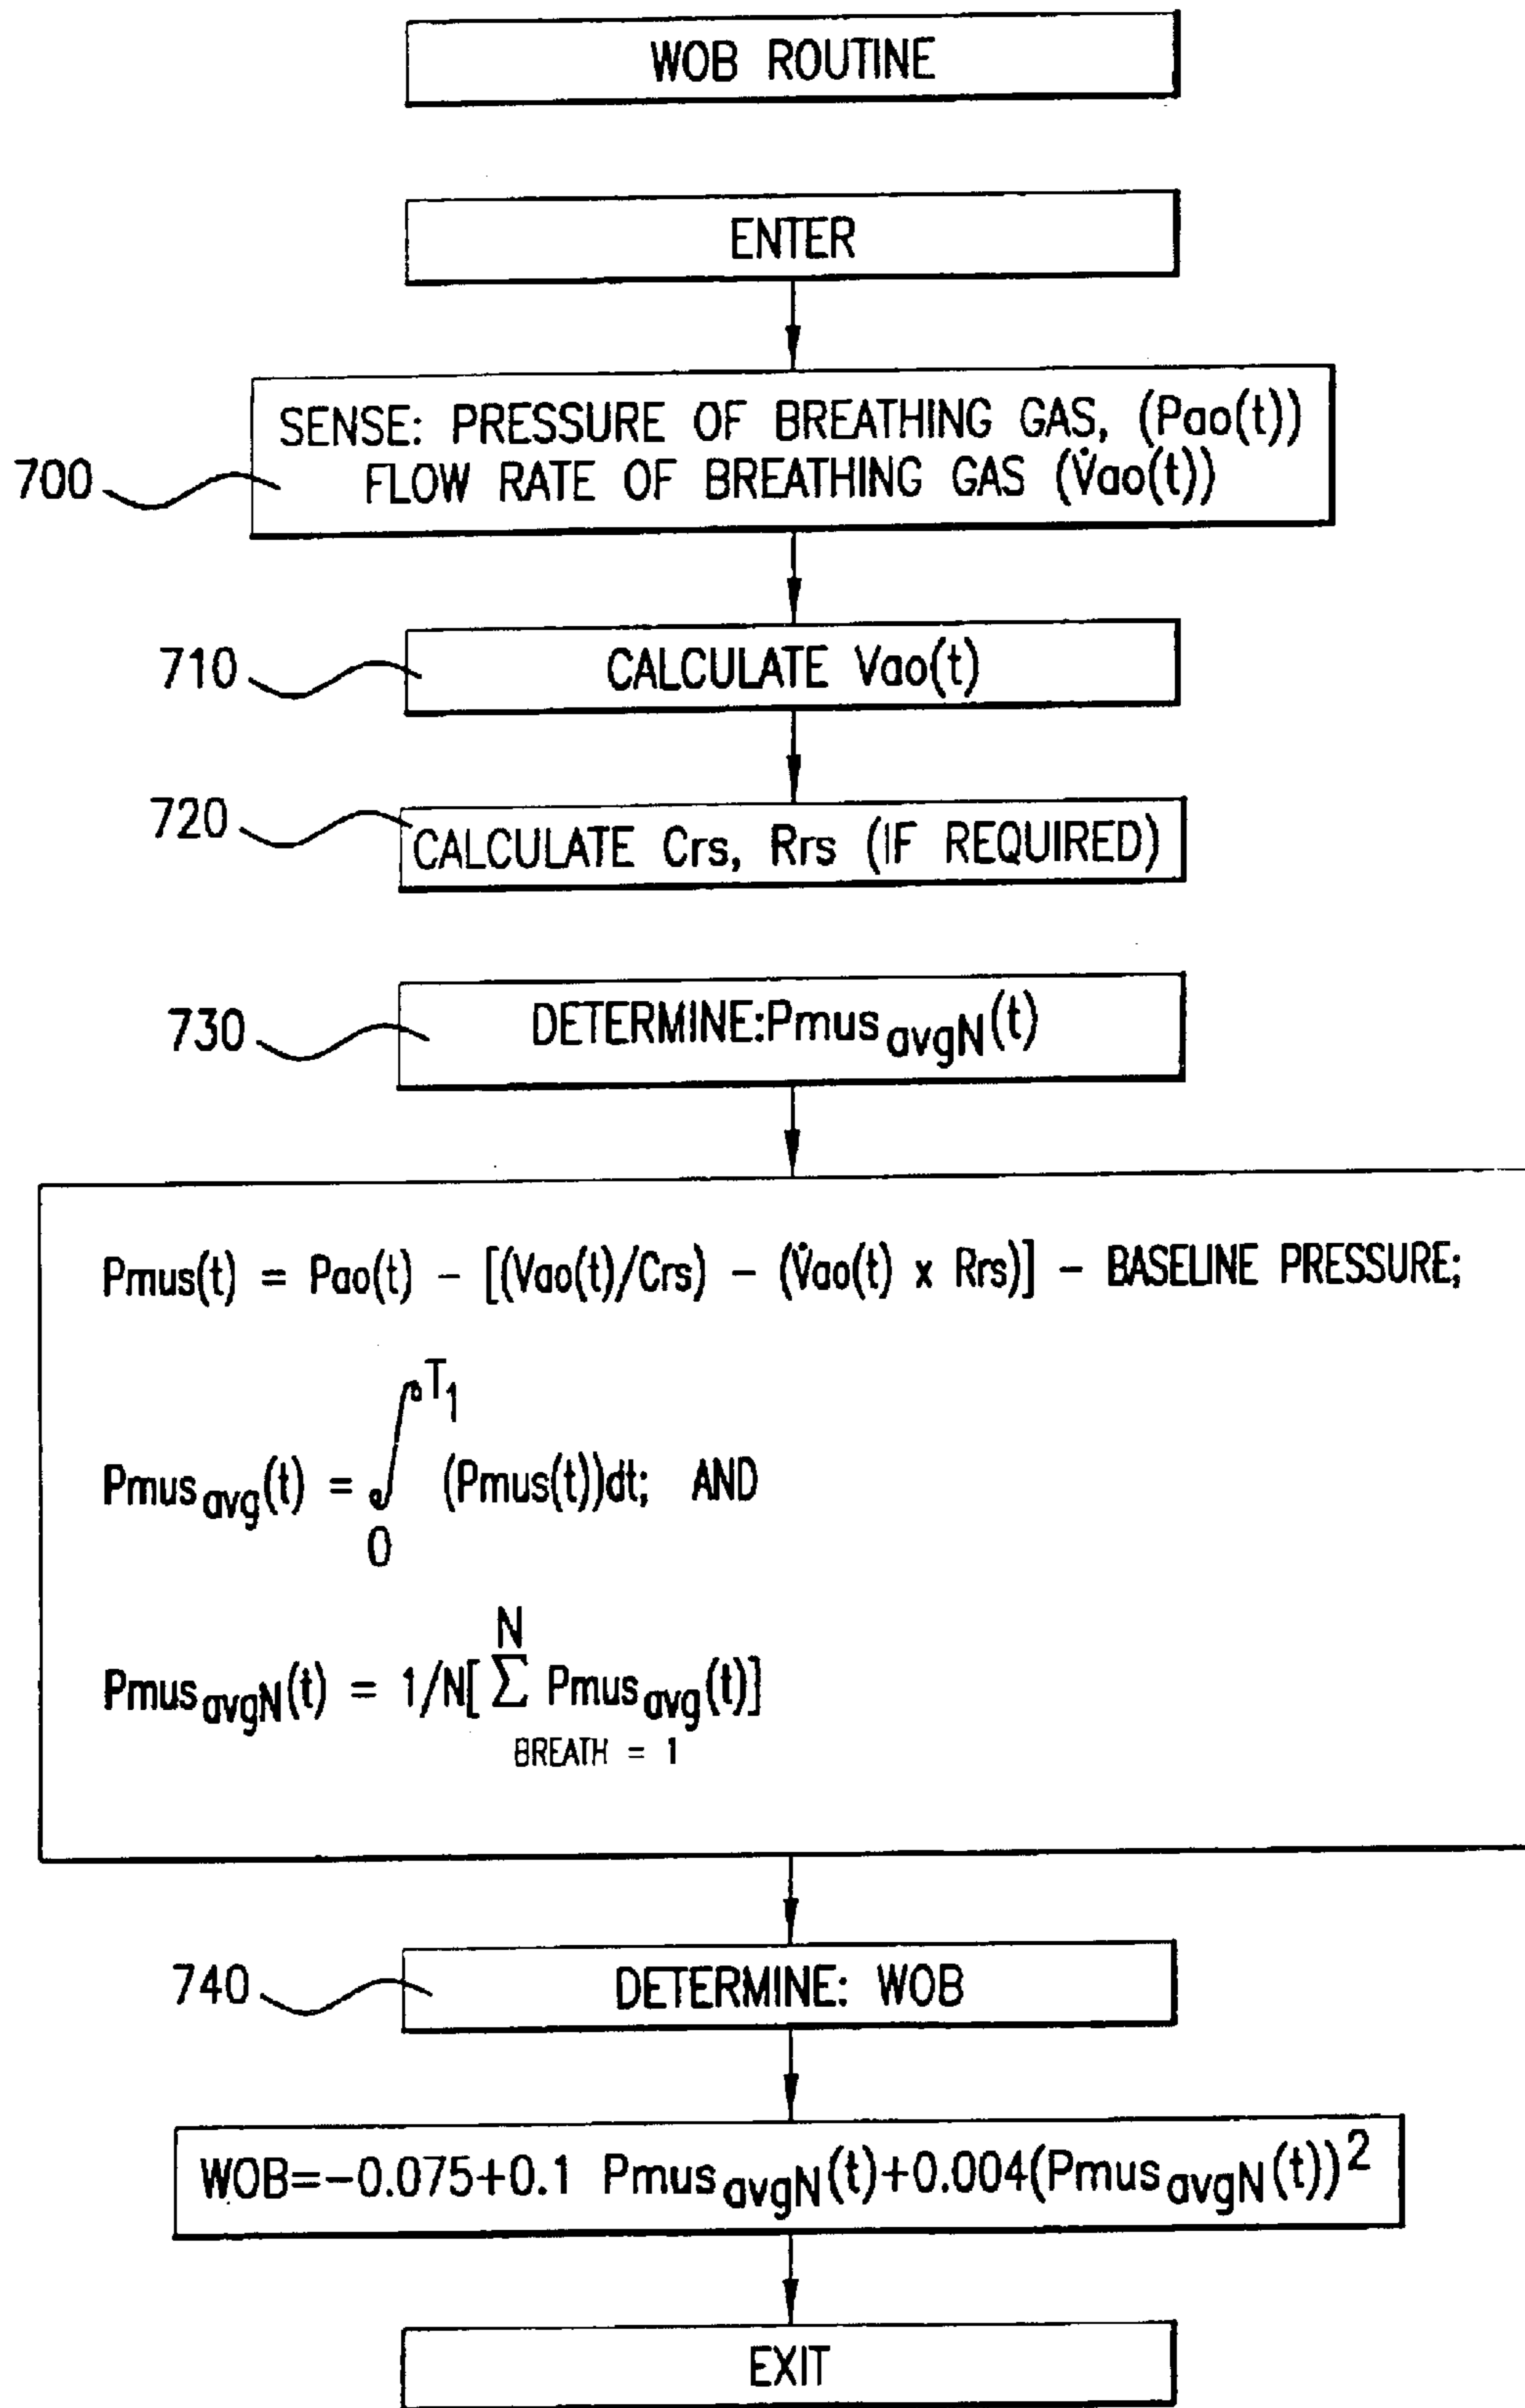 WOB ROUTINE
ENTER
SENSE: PRESSURE OF BREATHING GAS, (Pao(t))
700 FLOW RATE OF BREATHING GAS (V̇ao(t))
710 CALCULATE Vao(t)
720 CALCULATE Crs, Rrs (IF REQUIRED)
730 DETERMINE:Pmus avgN(t)
Pmus(t) = Pao(t) − [(Vao(t)/Crs) − (V̇ao(t) x Rrs)] − BASELINE PRESSURE;
T1
Pmus avg(t) = ∫ (Pmus(t))dt; AND
0
N
Pmus avgN(t) = 1/N[ Σ Pmus avg(t)]
BREATH = 1
740 DETERMINE: WOB
WOB=−0.075+0.1 Pmus avgN(t)+0.004(Pmus avgN(t))2
EXIT